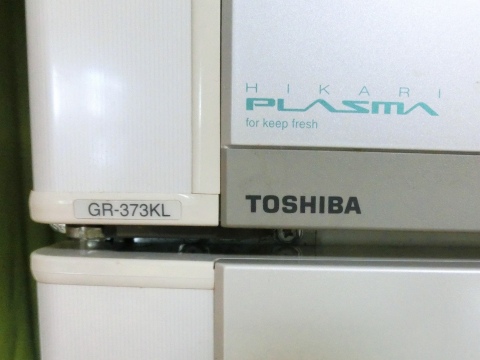 HIKARI
PLASMA
for keep fresh
TOSHIBA
GR-373KL